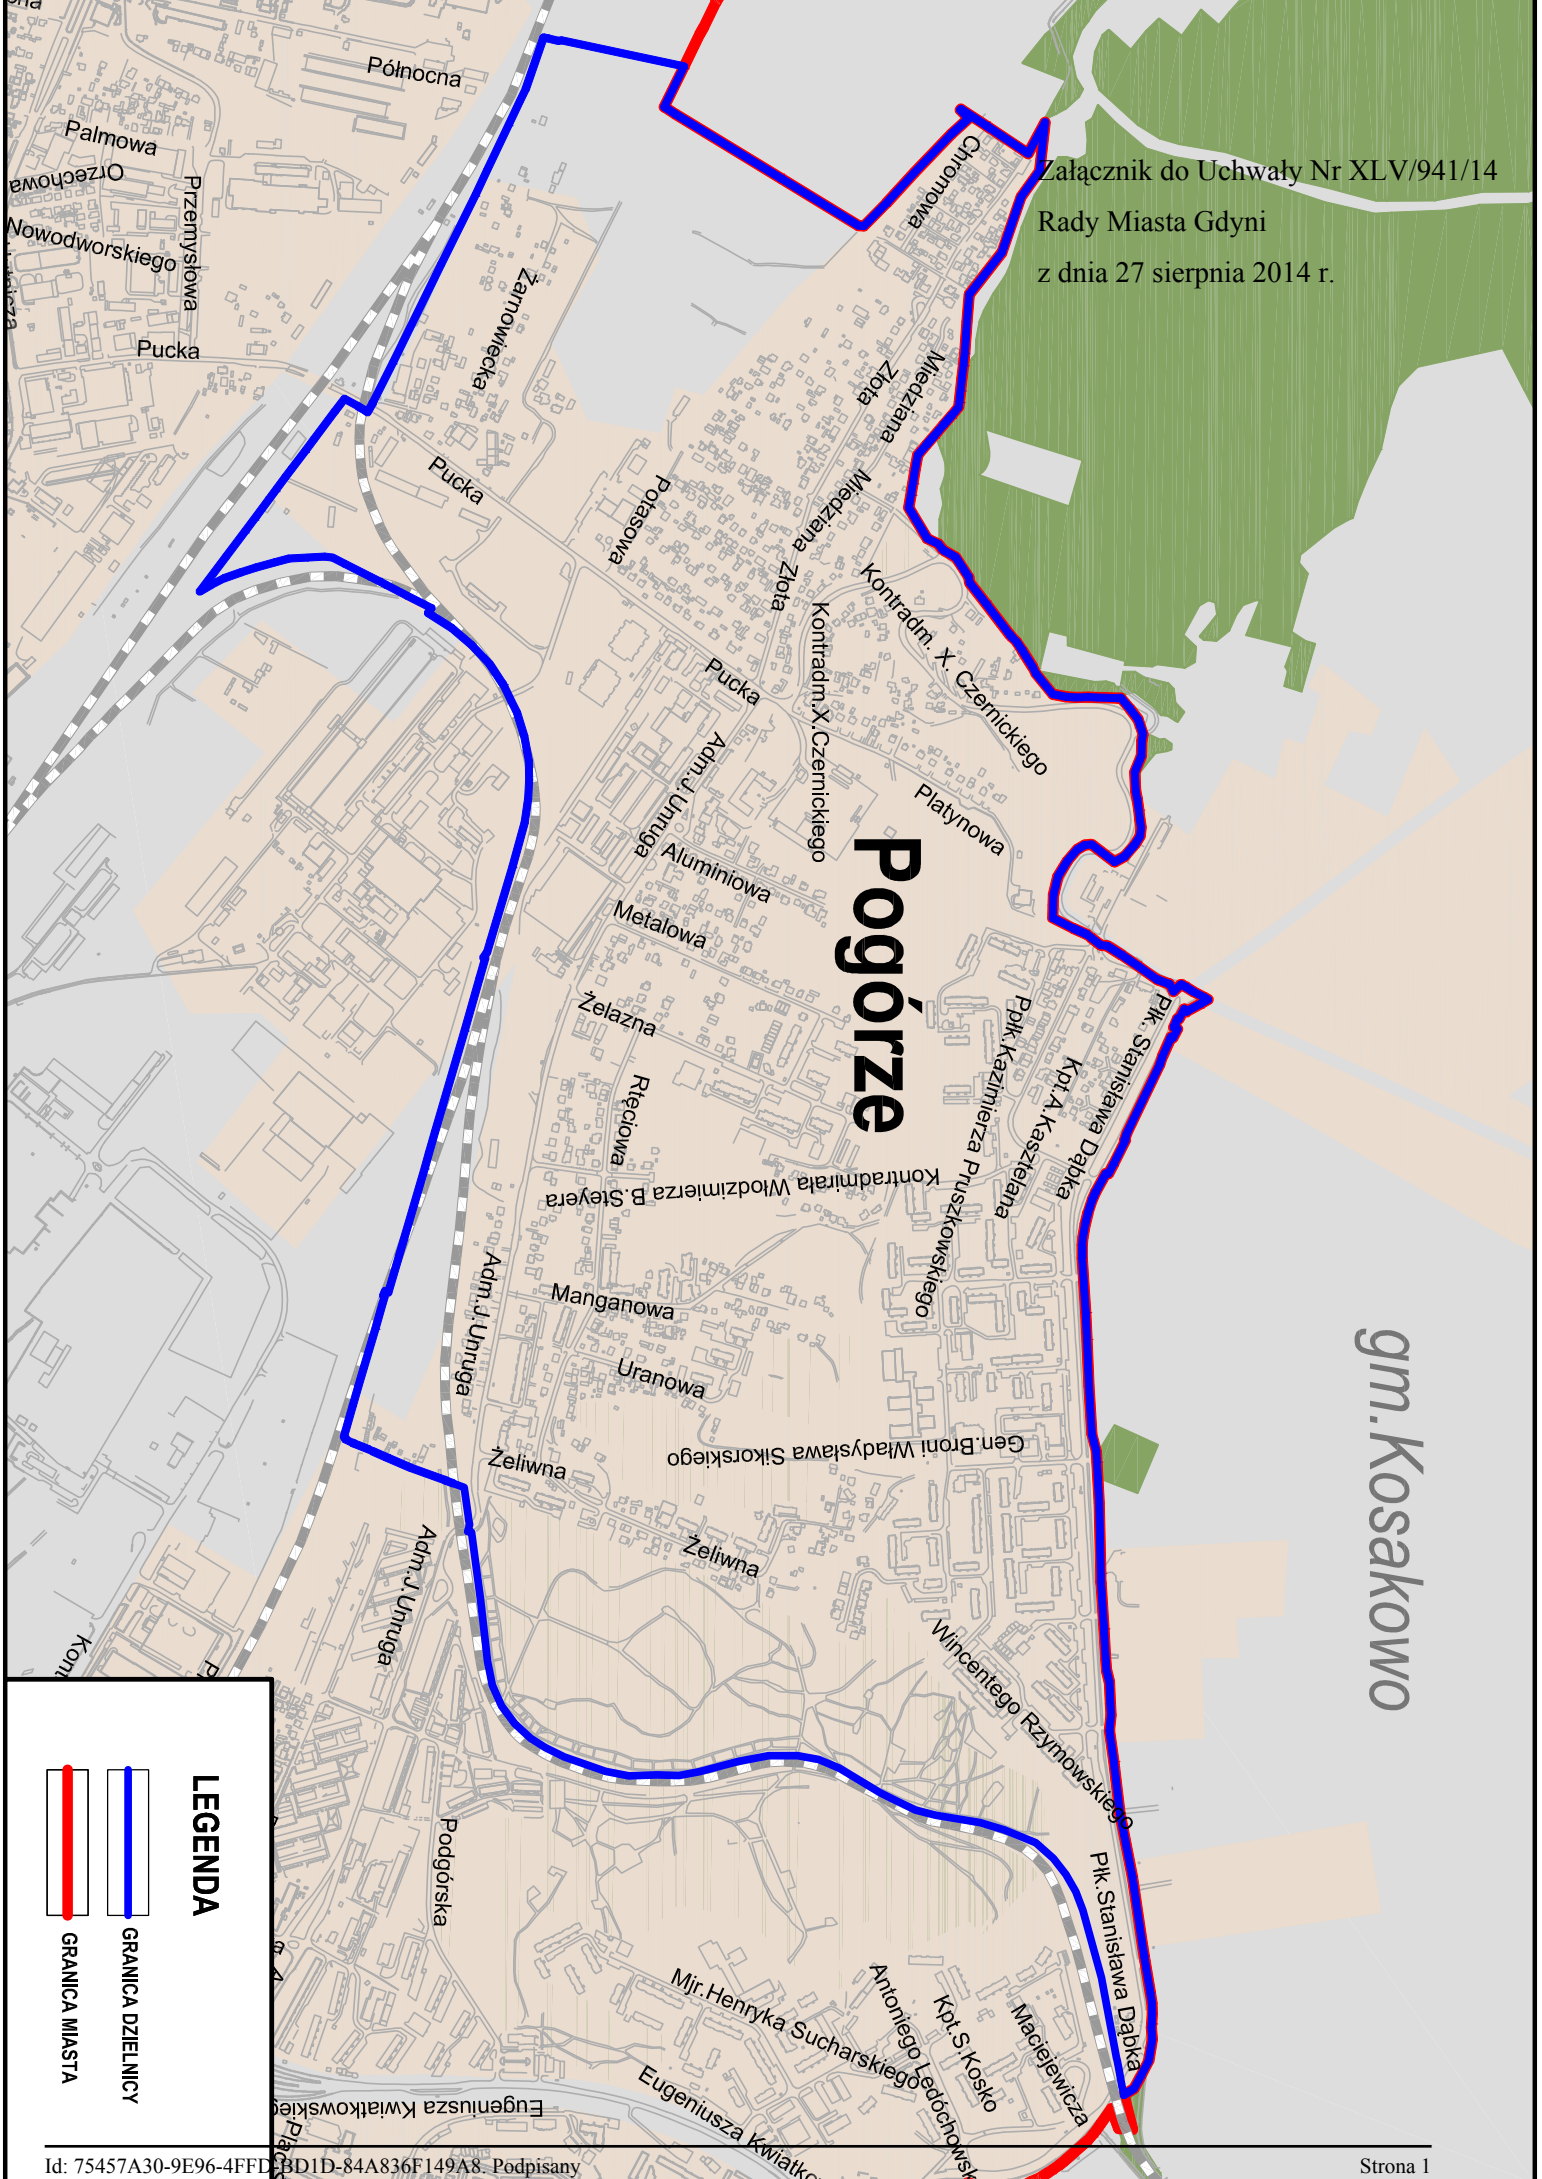 Północna
Palmowa
Orzechowa
Przemysłowa
Nowodworskiego
Pucka
Żarnowiecka
Chromowa
Załącznik do Uchwały Nr XLV/941/14
Rady Miasta Gdyni
z dnia 27 sierpnia 2014 r.
Miedziana
Złota
Pucka
Potasowa
Miedziana
Złota
Kontradm. X. Czernickiego
Kontradm.X.Czernickiego
Pucka
Adm.J.Unruga
Platynowa
Aluminiowa
Metalowa
Pogórze
Żelazna
Rtęciowa
Ppłk.Kazimierza Pruszkowskiego
Kpt.A.Kasztelana
Płk. Stanisława Dąbka
Kontradmirała Włodzimierza B.Steyera
Adm.J.Unruga
Manganowa
Uranowa
gm.Kosakowo
Gen.Broni Władysława Sikorskiego
Żeliwna
Żeliwna
Adm.J.Unruga
Wincentego Rzymowskiego
Kont
Podgórska
Płk.Stanisława Dąbka
Mjr.Henryka Sucharskiego
Antoniego Ledóchowsk
Kpt.S.Kosko
Maciejewicza
Eugeniusza Kwiatkowskieg
Eugeniusza Kwiatko
LEGENDA
GRANICA DZIELNICY
GRANICA MIASTA
Id: 75457A30-9E96-4FFD-BD1D-84A836F149A8. Podpisany
Strona 1